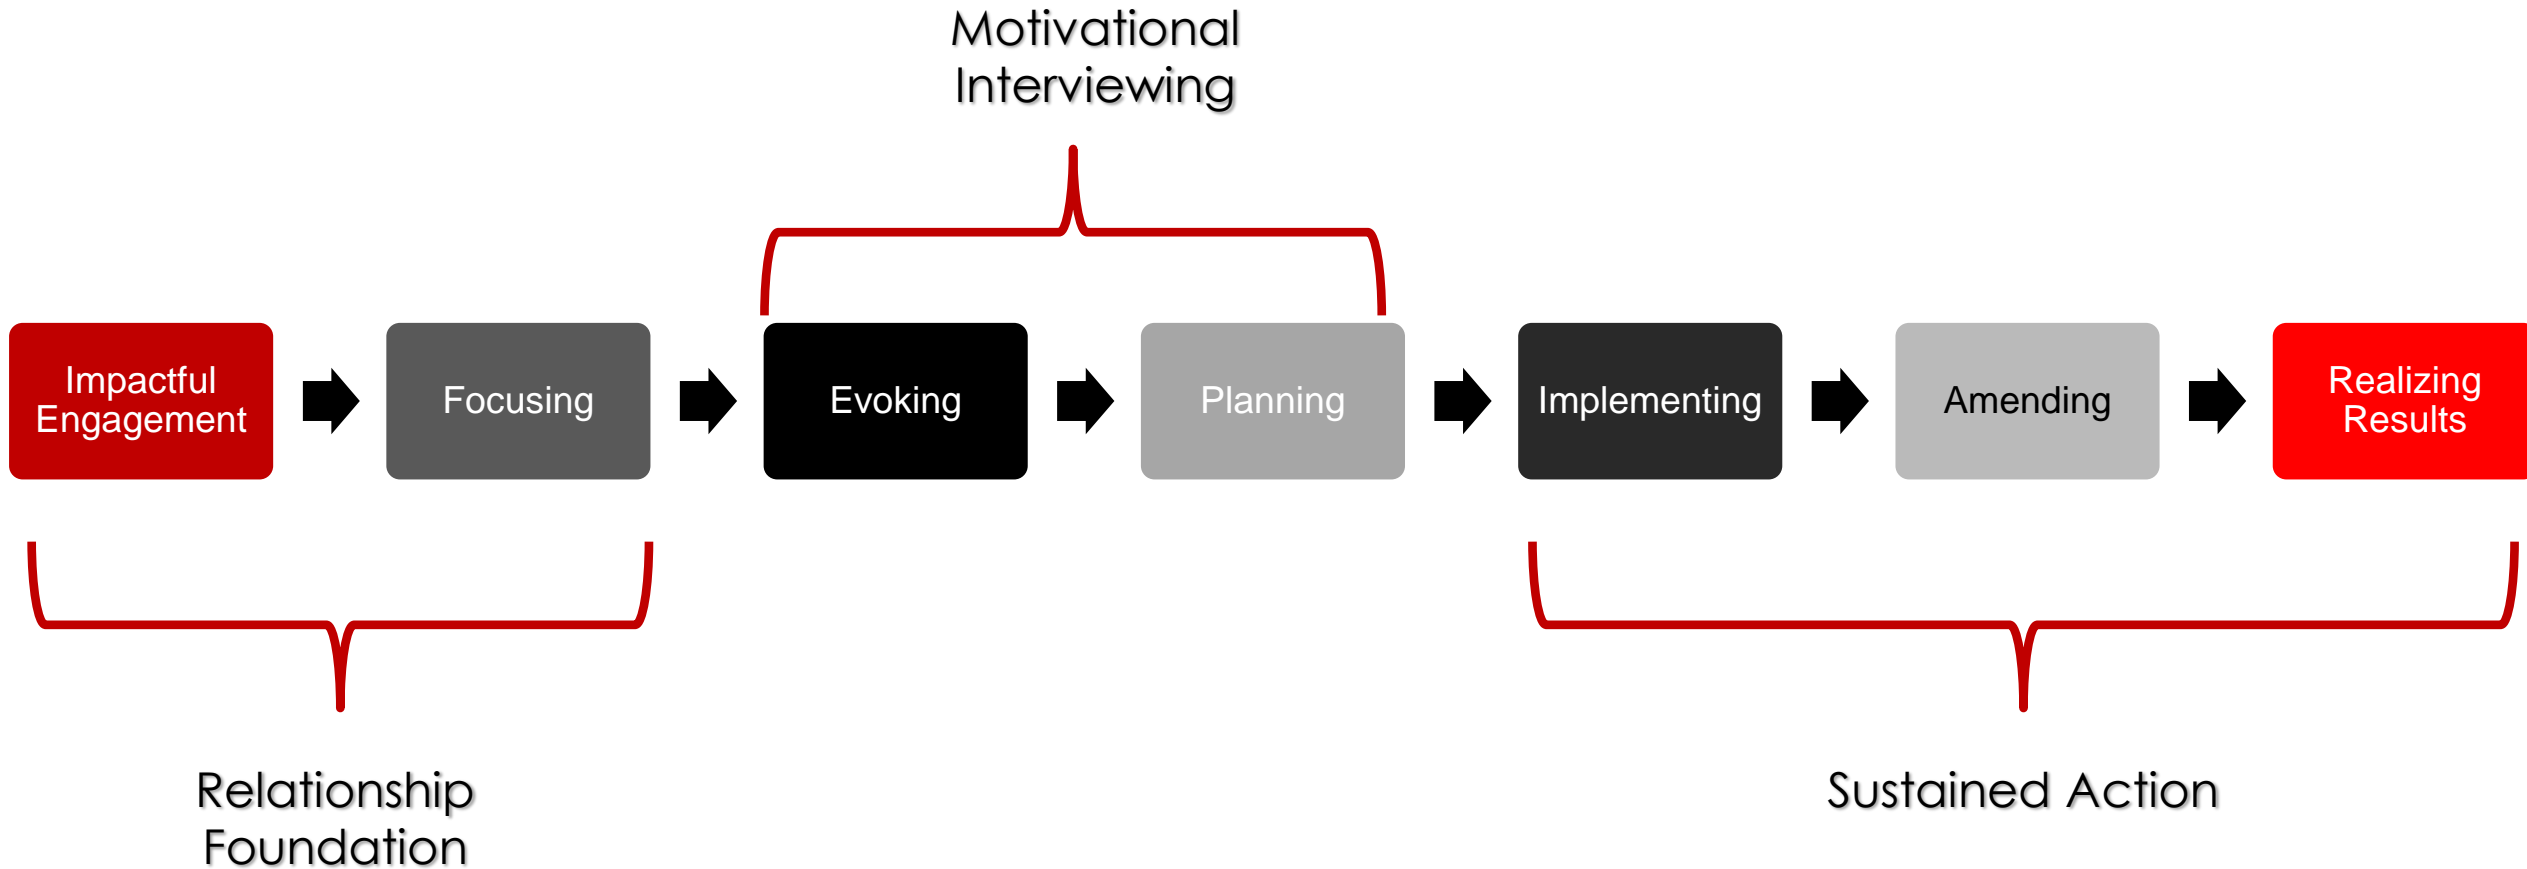 Motivational
Interviewing
Impactful
Engagement
Focusing
Evoking
Planning
Implementing
Amending
Realizing
Results
Relationship
Foundation
Sustained Action